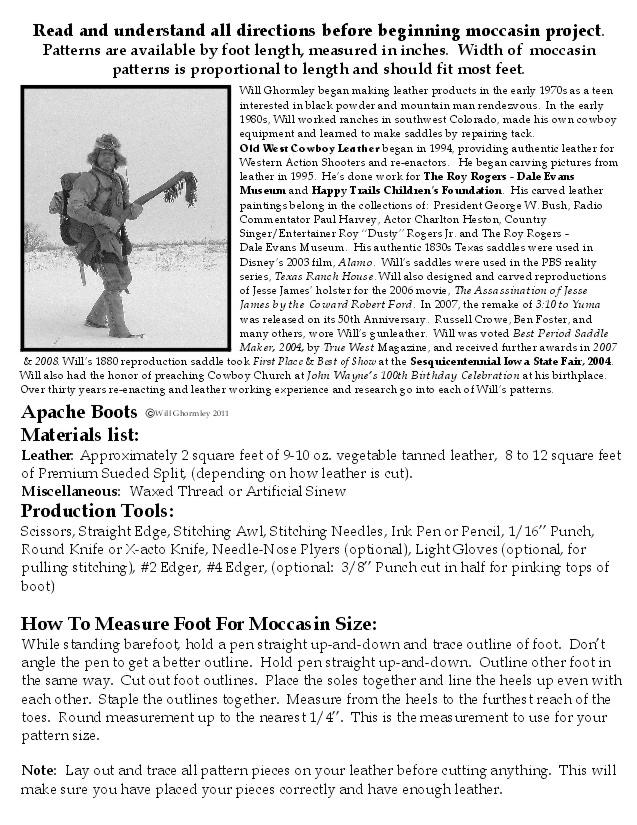 Read and understand all directions before beginning moccasin project.
Patterns are available by foot length, measured in inches.  Width of  moccasin
patterns is proportional to length and should fit most feet.
Will Ghormley began making leather products in the early 1970s as a teen
interested in black powder and mountain man rendezvous.  In the early
1980s, Will worked ranches in southwest Colorado, made his own cowboy
equipment and learned to make saddles by repairing tack.
Old West Cowboy Leather began in 1994, providing authentic leather for
Western Action Shooters and re-enactors.   He began carving pictures from
leather in 1995.  He's done work for The Roy Rogers - Dale Evans
Museum and Happy Trails Children's Foundation.  His carved leather
paintings belong in the collections of:  President George W. Bush, Radio
Commentator Paul Harvey, Actor Charlton Heston, Country
Singer/Entertainer Roy "Dusty" Rogers Jr. and The Roy Rogers –
Dale Evans Museum.  His authentic 1830s Texas saddles were used in
Disney's 2003 film, Alamo.  Will's saddles were used in the PBS reality
series, Texas Ranch House. Will also designed and carved reproductions
of Jesse James' holster for the 2006 movie, The Assassination of Jesse
James by the Coward Robert Ford.  In 2007, the remake of 3:10 to Yuma
was released on its 50th Anniversary.  Russell Crowe, Ben Foster, and
many others, wore Will's gunleather.  Will was voted Best Period Saddle
Maker, 2004, by True West Magazine, and received further awards in 2007
& 2008. Will's 1880 reproduction saddle took First Place & Best of Show at the Sesquicentennial Iowa State Fair, 2004.
Will also had the honor of preaching Cowboy Church at John Wayne's 100th Birthday Celebration at his birthplace.
Over thirty years re-enacting and leather working experience and research go into each of Will's patterns.
Apache Boots ©Will Ghormley 2011
Materials list:
Leather:  Approximately 2 square feet of 9-10 oz. vegetable tanned leather,  8 to 12 square feet
of Premium Sueded Split, (depending on how leather is cut).
Miscellaneous:  Waxed Thread or Artificial Sinew
Production Tools:
Scissors, Straight Edge, Stitching Awl, Stitching Needles, Ink Pen or Pencil, 1/16" Punch,
Round Knife or X-acto Knife, Needle-Nose Plyers (optional), Light Gloves (optional, for
pulling stitching), #2 Edger, #4 Edger, (optional:  3/8" Punch cut in half for pinking tops of
boot)
How To Measure Foot For Moccasin Size:
While standing barefoot, hold a pen straight up-and-down and trace outline of foot.  Don't
angle the pen to get a better outline.  Hold pen straight up-and-down.  Outline other foot in
the same way.  Cut out foot outlines.  Place the soles together and line the heels up even with
each other.  Staple the outlines together.  Measure from the heels to the furthest reach of the
toes.  Round measurement up to the nearest 1/4".  This is the measurement to use for your
pattern size.
Note:  Lay out and trace all pattern pieces on your leather before cutting anything.  This will
make sure you have placed your pieces correctly and have enough leather.